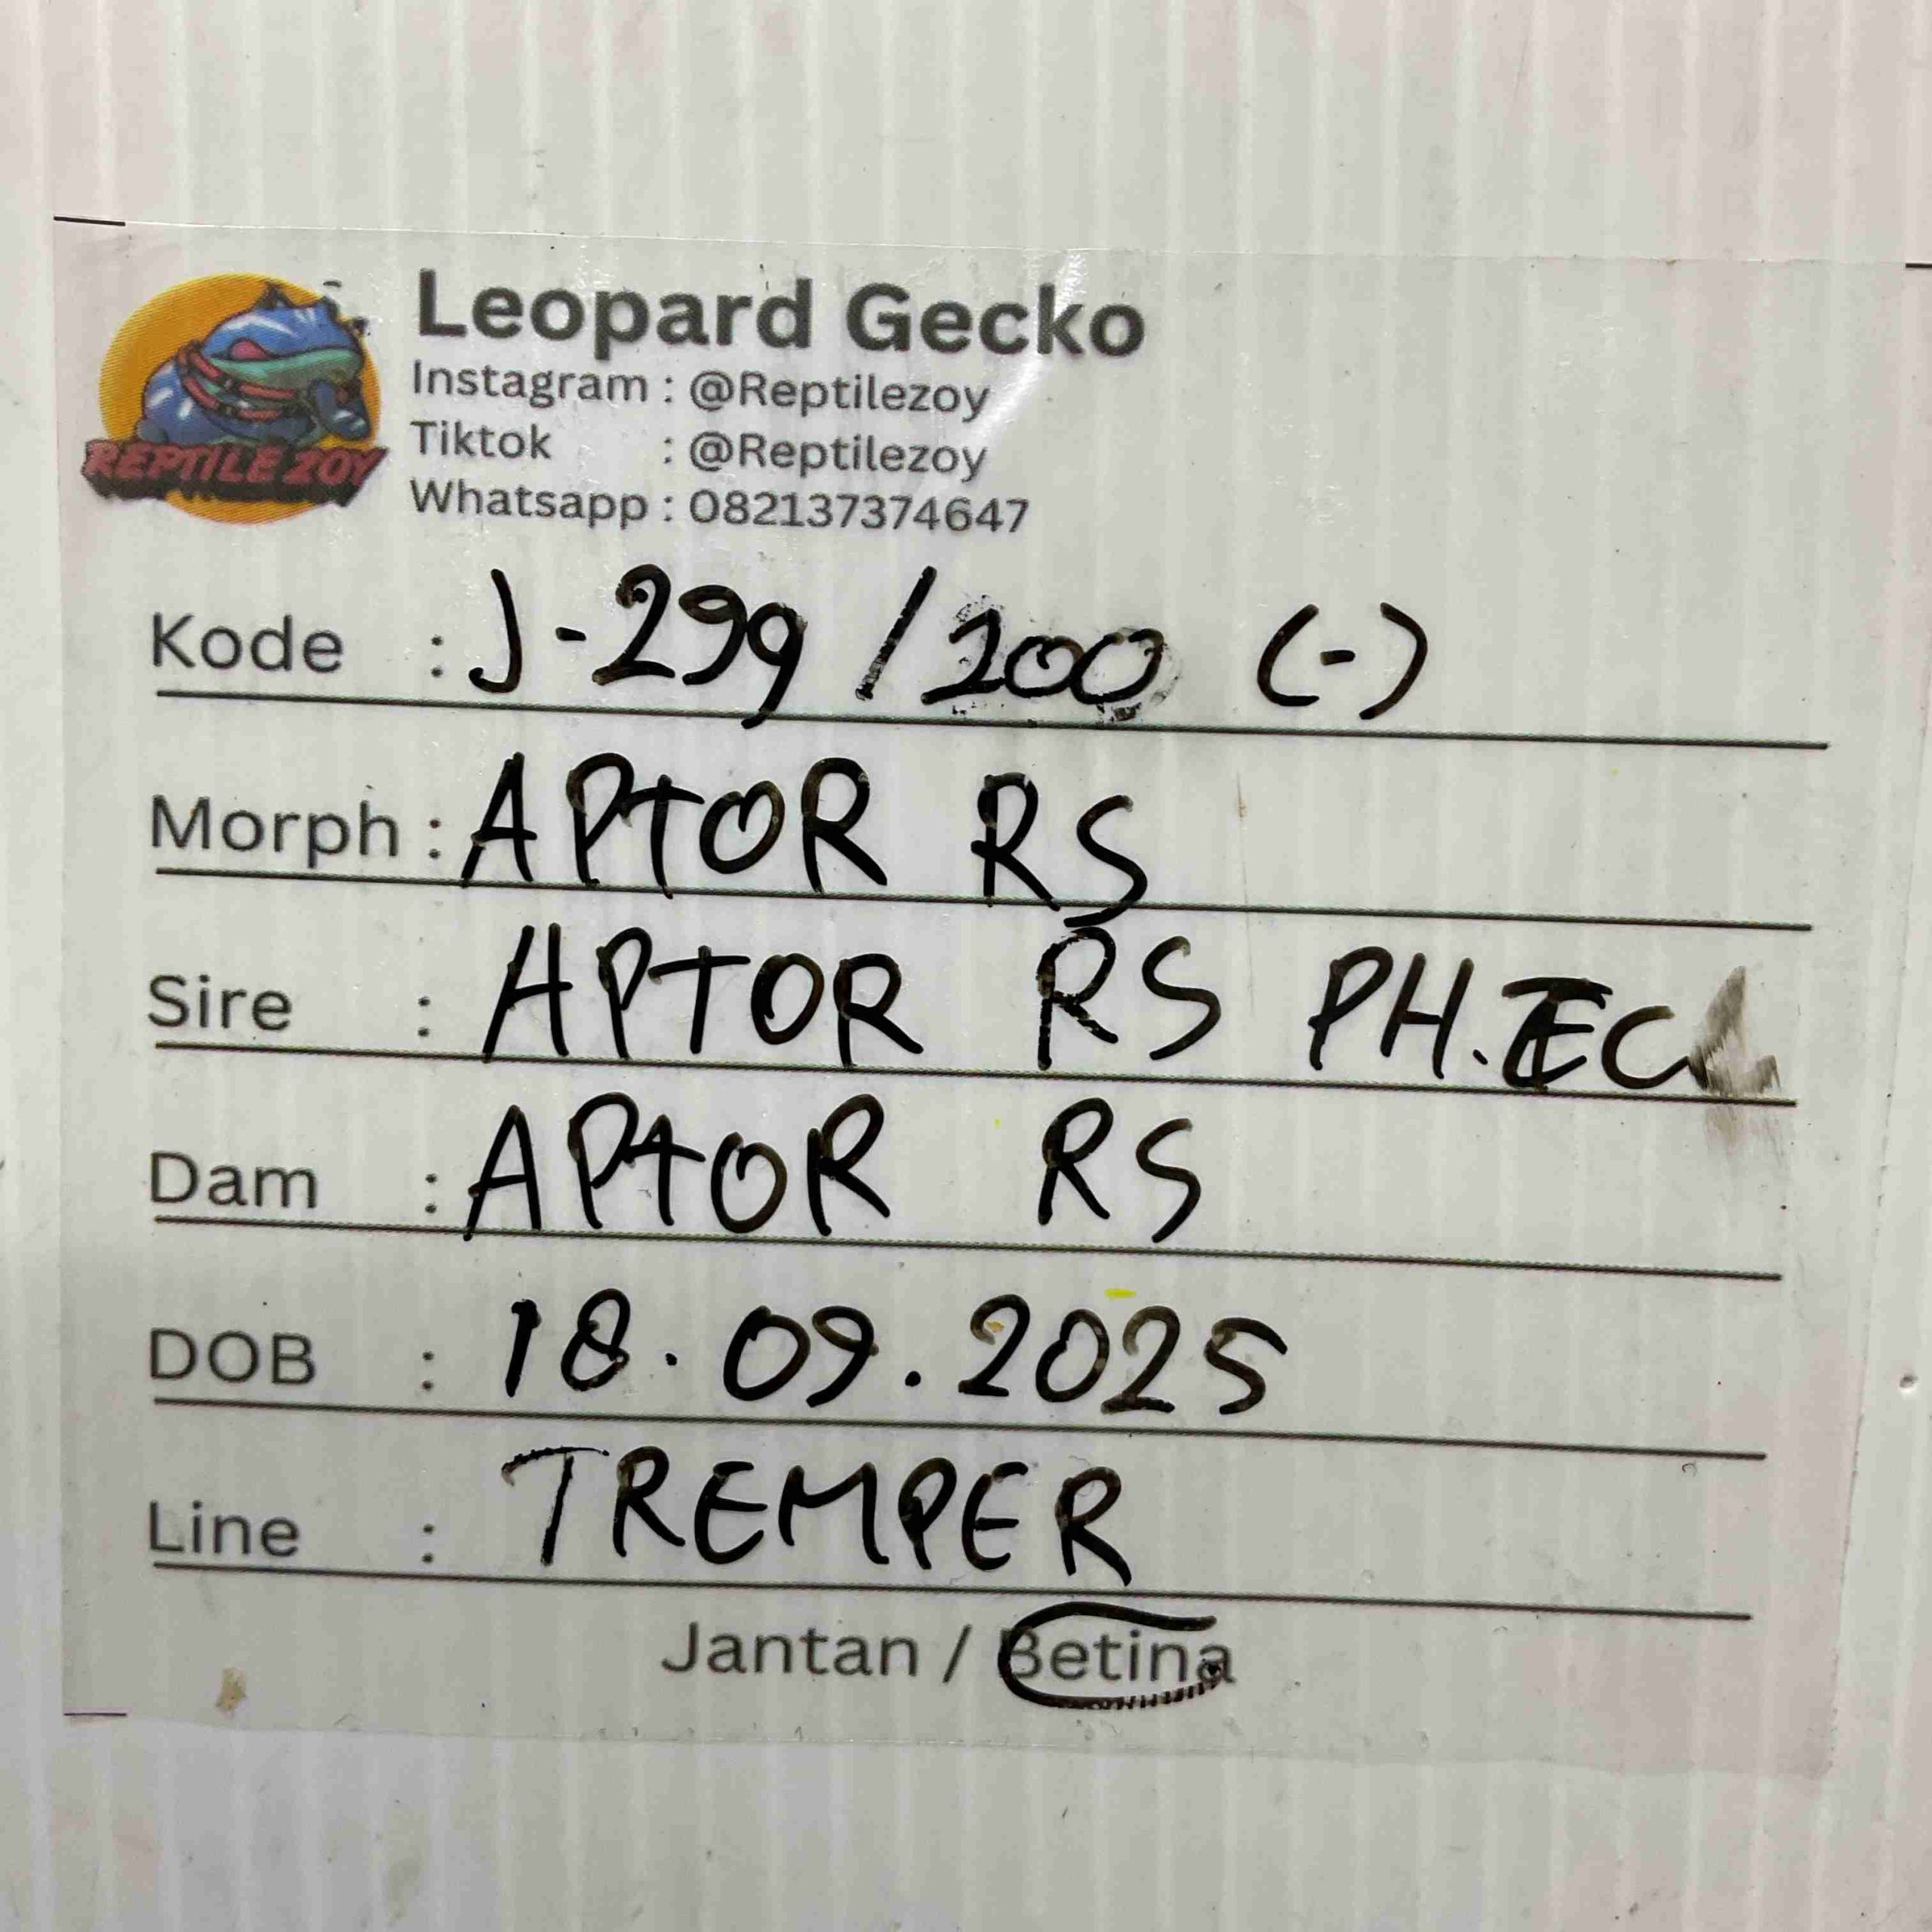 REPTILE ZOY
Leopard Gecko
Instagram : @Reptilezoy
Tiktok : @Reptilezoy
Whatsapp : 082137374647
Kode : J-299/200 (-)
Morph : APTOR RS
Sire : APTOR RS PH.EC
Dam : APTOR RS
DOB : 18.09.2025
Line : TREMPER
Jantan / Betina